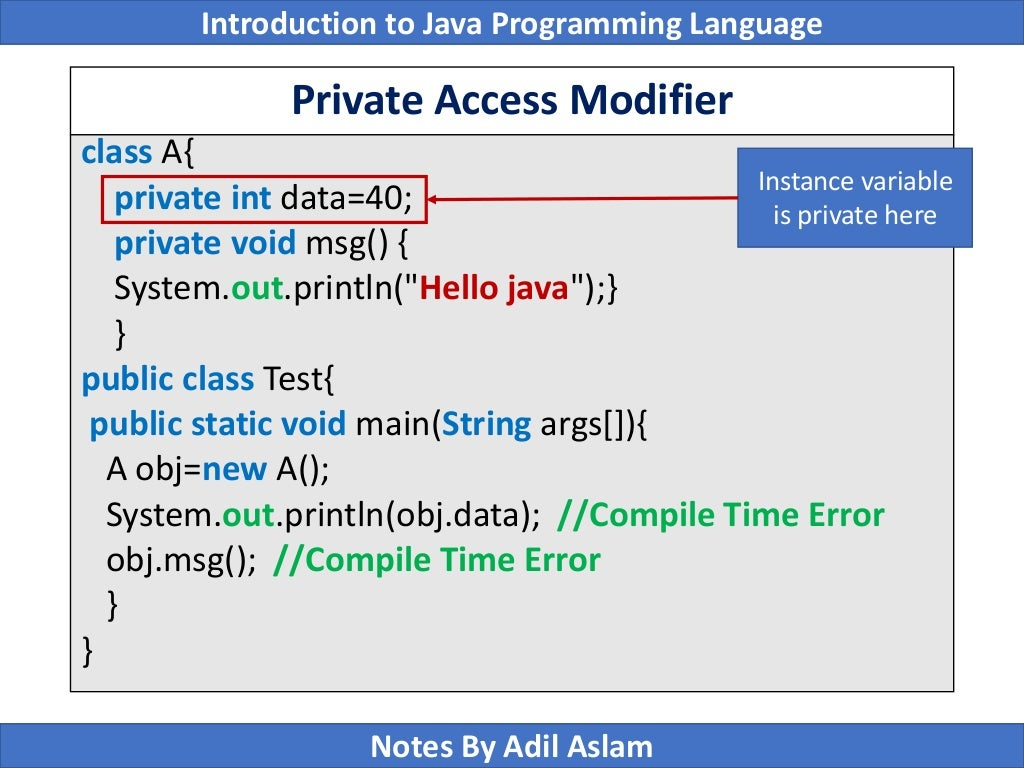 Introduction to Java Programming Language
Private Access Modifier
class A{
private int data=40;
Instance variable
is private here
private void msg() {
System.out.println("Hello java");}
}
public class Test{
public static void main(String args[]){
A obj=new A();
System.out.println(obj.data); //Compile Time Error
obj.msg(); //Compile Time Error
}
}
Notes By Adil Aslam